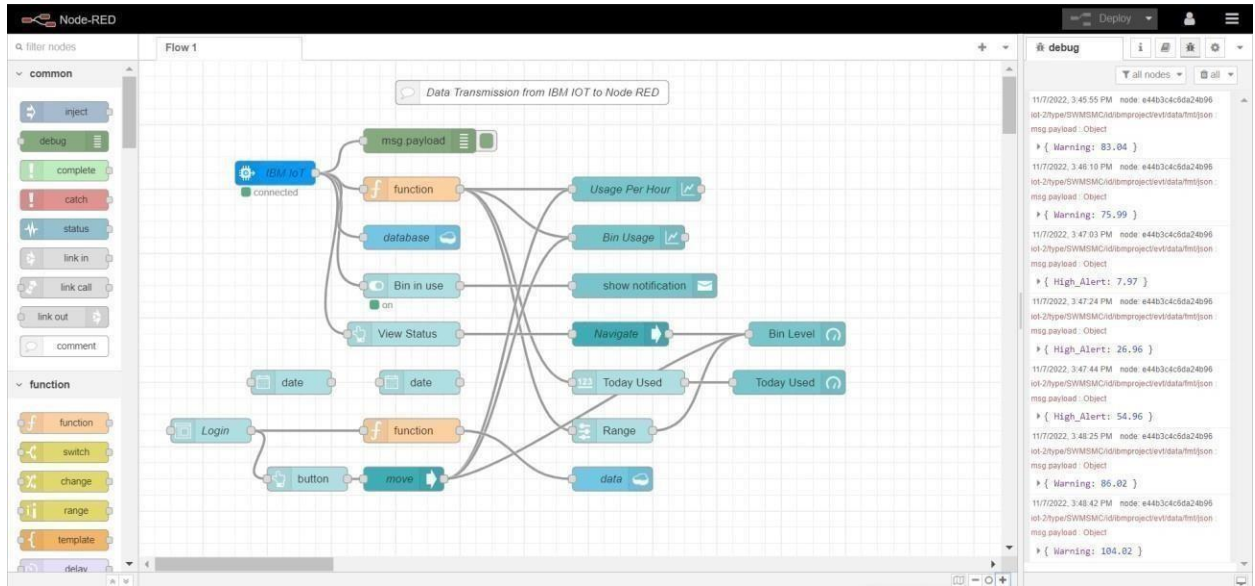 Node-RED
Deploy
filter nodes
Flow 1
debug
i
all nodes
all
common
inject
debug
complete
catch
status
link in
link call
link out
comment
function
function
switch
change
range
template
delay
Data Transmission from IBM IOT to Node RED
msg.payload
IBM IoT
connected
function
Usage Per Hour
database
Bin Usage
Bin in use
on
show notification
View Status
Navigate
Bin Level
date
date
123
Today Used
Today Used
Login
function
Range
button
move
data
11/7/2022, 3:45:55 PM node: e44b3c4c6da24b96
iot-2/type/SWMSMC/id/ibmproject/evt/data/fmt/json :
msg.payload : Object
{ Warning: 83.04 }
11/7/2022, 3:46:10 PM node: e44b3c4c6da24b96
iot-2/type/SWMSMC/id/ibmproject/evt/data/fmt/json :
msg.payload : Object
{ Warning: 75.99 }
11/7/2022, 3:47:03 PM node: e44b3c4c6da24b96
iot-2/type/SWMSMC/id/ibmproject/evt/data/fmt/json :
msg.payload : Object
{ High_Alert: 7.97 }
11/7/2022, 3:47:24 PM node: e44b3c4c6da24b96
iot-2/type/SWMSMC/id/ibmproject/evt/data/fmt/json :
msg.payload : Object
{ High_Alert: 26.96 }
11/7/2022, 3:47:44 PM node: e44b3c4c6da24b96
iot-2/type/SWMSMC/id/ibmproject/evt/data/fmt/json :
msg.payload : Object
{ High_Alert: 54.96 }
11/7/2022, 3:48:25 PM node: e44b3c4c6da24b96
iot-2/type/SWMSMC/id/ibmproject/evt/data/fmt/json :
msg.payload : Object
{ Warning: 86.02 }
11/7/2022, 3:48:42 PM node: e44b3c4c6da24b96
iot-2/type/SWMSMC/id/ibmproject/evt/data/fmt/json :
msg.payload : Object
{ Warning: 104.02 }